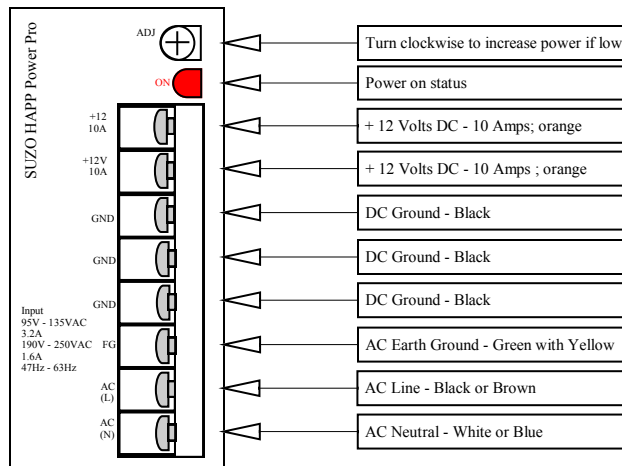 SUZO HAPP Power Pro
ADJ
Turn clockwise to increase power if low
ON
Power on status
+12
10A
+ 12 Volts DC - 10 Amps; orange
+12V
10A
+ 12 Volts DC - 10 Amps ; orange
GND
DC Ground - Black
GND
DC Ground - Black
GND
DC Ground - Black
Input
95V - 135VAC
3.2A
190V - 250VAC
1.6A
47Hz - 63Hz
FG
AC Earth Ground - Green with Yellow
AC
(L)
AC Line - Black or Brown
AC
(N)
AC Neutral - White or Blue